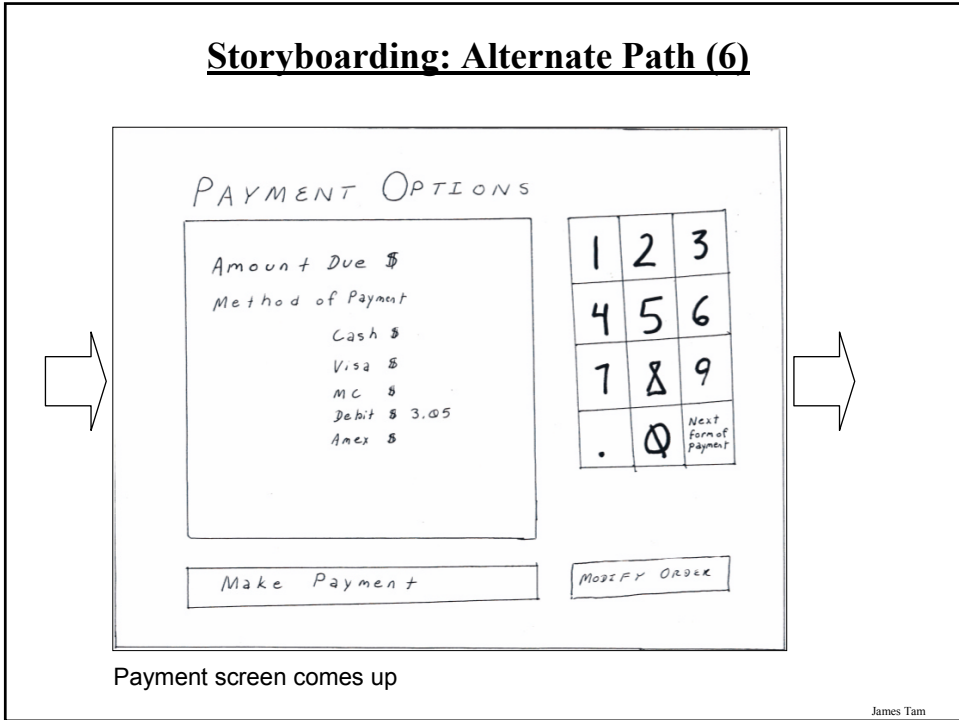 Storyboarding: Alternate Path (6)
PAYMENT OPTIONS
Amount Due $
Method of Payment
Cash $
Visa $
MC $
Debit $ 3.05
Amex $
1 2 3
4 5 6
7 8 9
. 0 Next
form of
payment
Make Payment
MODIFY ORDER
Payment screen comes up
James Tam